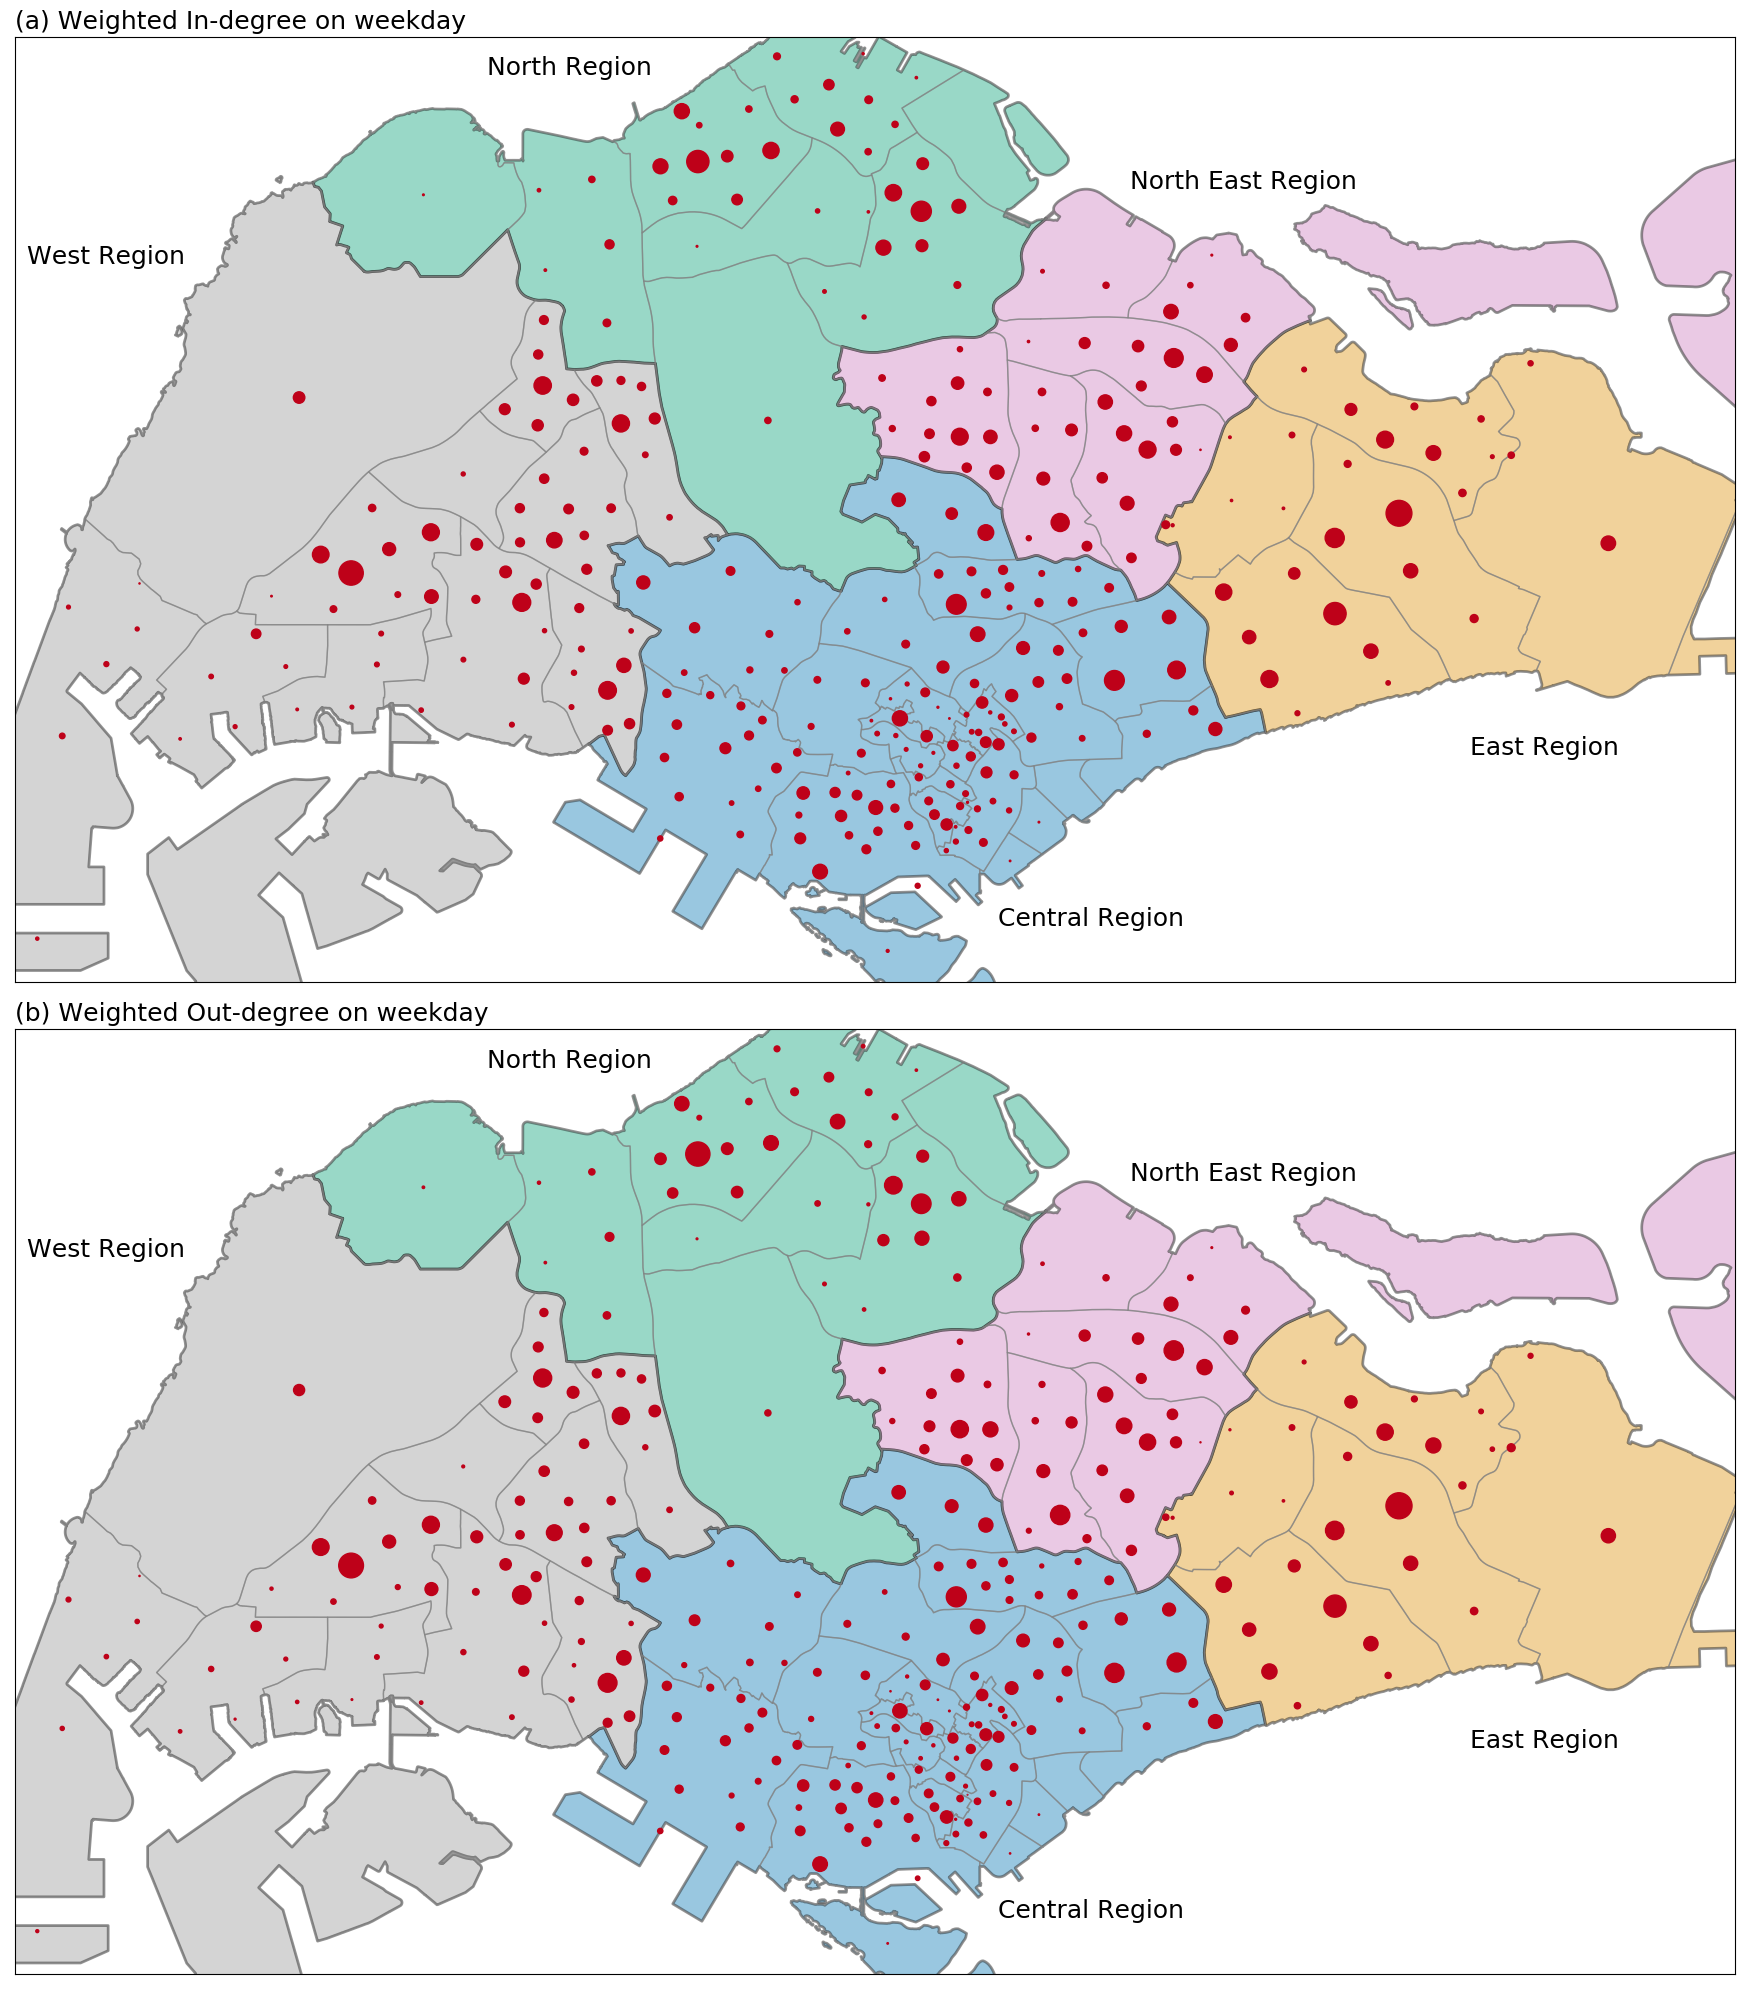 (a) Weighted In-degree on weekday
North Region
North East Region
West Region
East Region
Central Region
(b) Weighted Out-degree on weekday
North Region
North East Region
West Region
East Region
Central Region